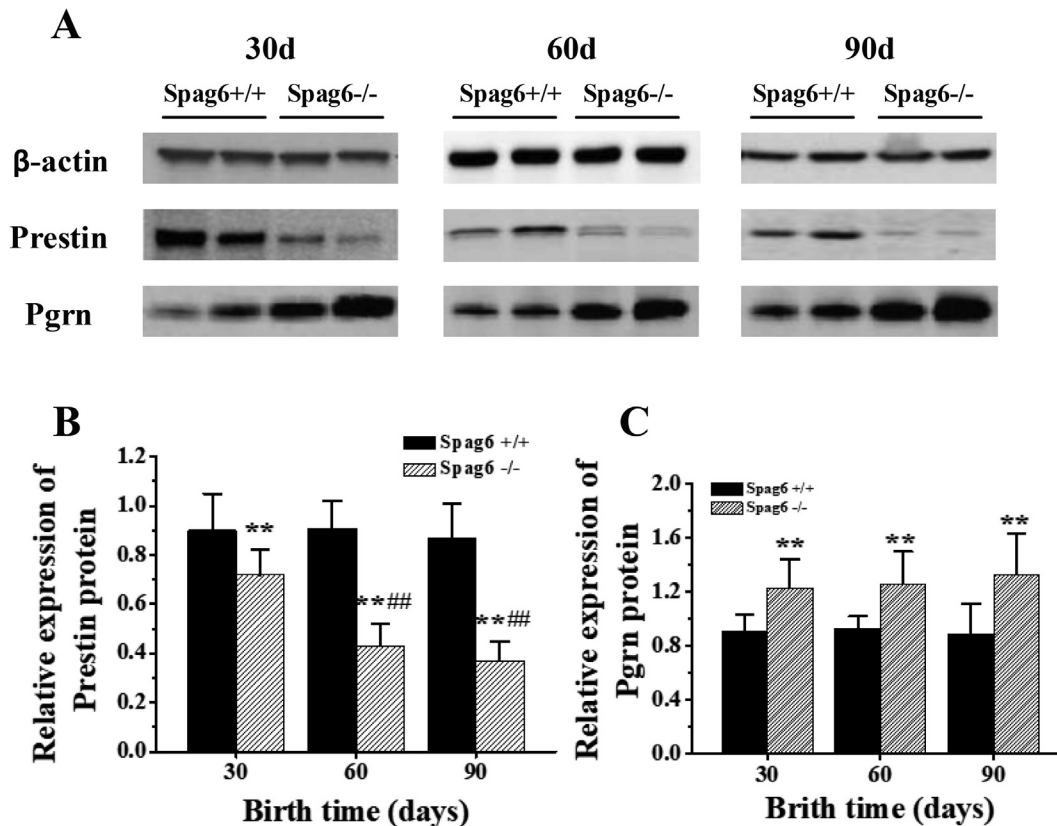 A
30d 60d 90d
Spag6+/+ Spag6-/- Spag6+/+ Spag6-/- Spag6+/+ Spag6-/-
β-actin
Prestin
Pgrn
B
Spag6 +/+
Spag6 -/-
Relative expression of
Prestin protein
1.2
1.0
0.8
0.6
0.4
0.2
0.0
**
**##
**##
30 60 90
Birth time (days)
C
Spag6 +/+
Spag6 -/-
Relative expression of
Pgrn protein
2.0
1.6
1.2
0.8
0.4
0.0
**
**
**
30 60 90
Brith time (days)